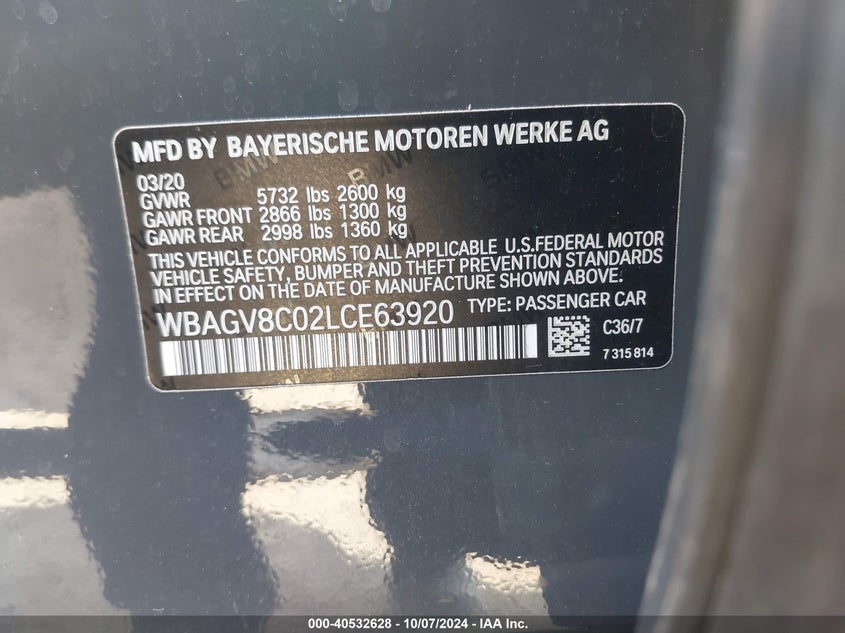 MFD BY BAYERISCHE MOTOREN WERKE AG
03/20
GVWR 5732 lbs 2600 kg
GAWR FRONT 2866 lbs 1300 kg
GAWR REAR 2998 lbs 1360 kg
THIS VEHICLE CONFORMS TO ALL APPLICABLE U.S.FEDERAL MOTOR
VEHICLE SAFETY, BUMPER AND THEFT PREVENTION STANDARDS
IN EFFECT ON THE DATE OF MANUFACTURE SHOWN ABOVE.
WBAGV8C02LCE63920 TYPE: PASSENGER CAR
C36/7
7 315 814
000-40532628 - 10/07/2024 - IAA Inc.